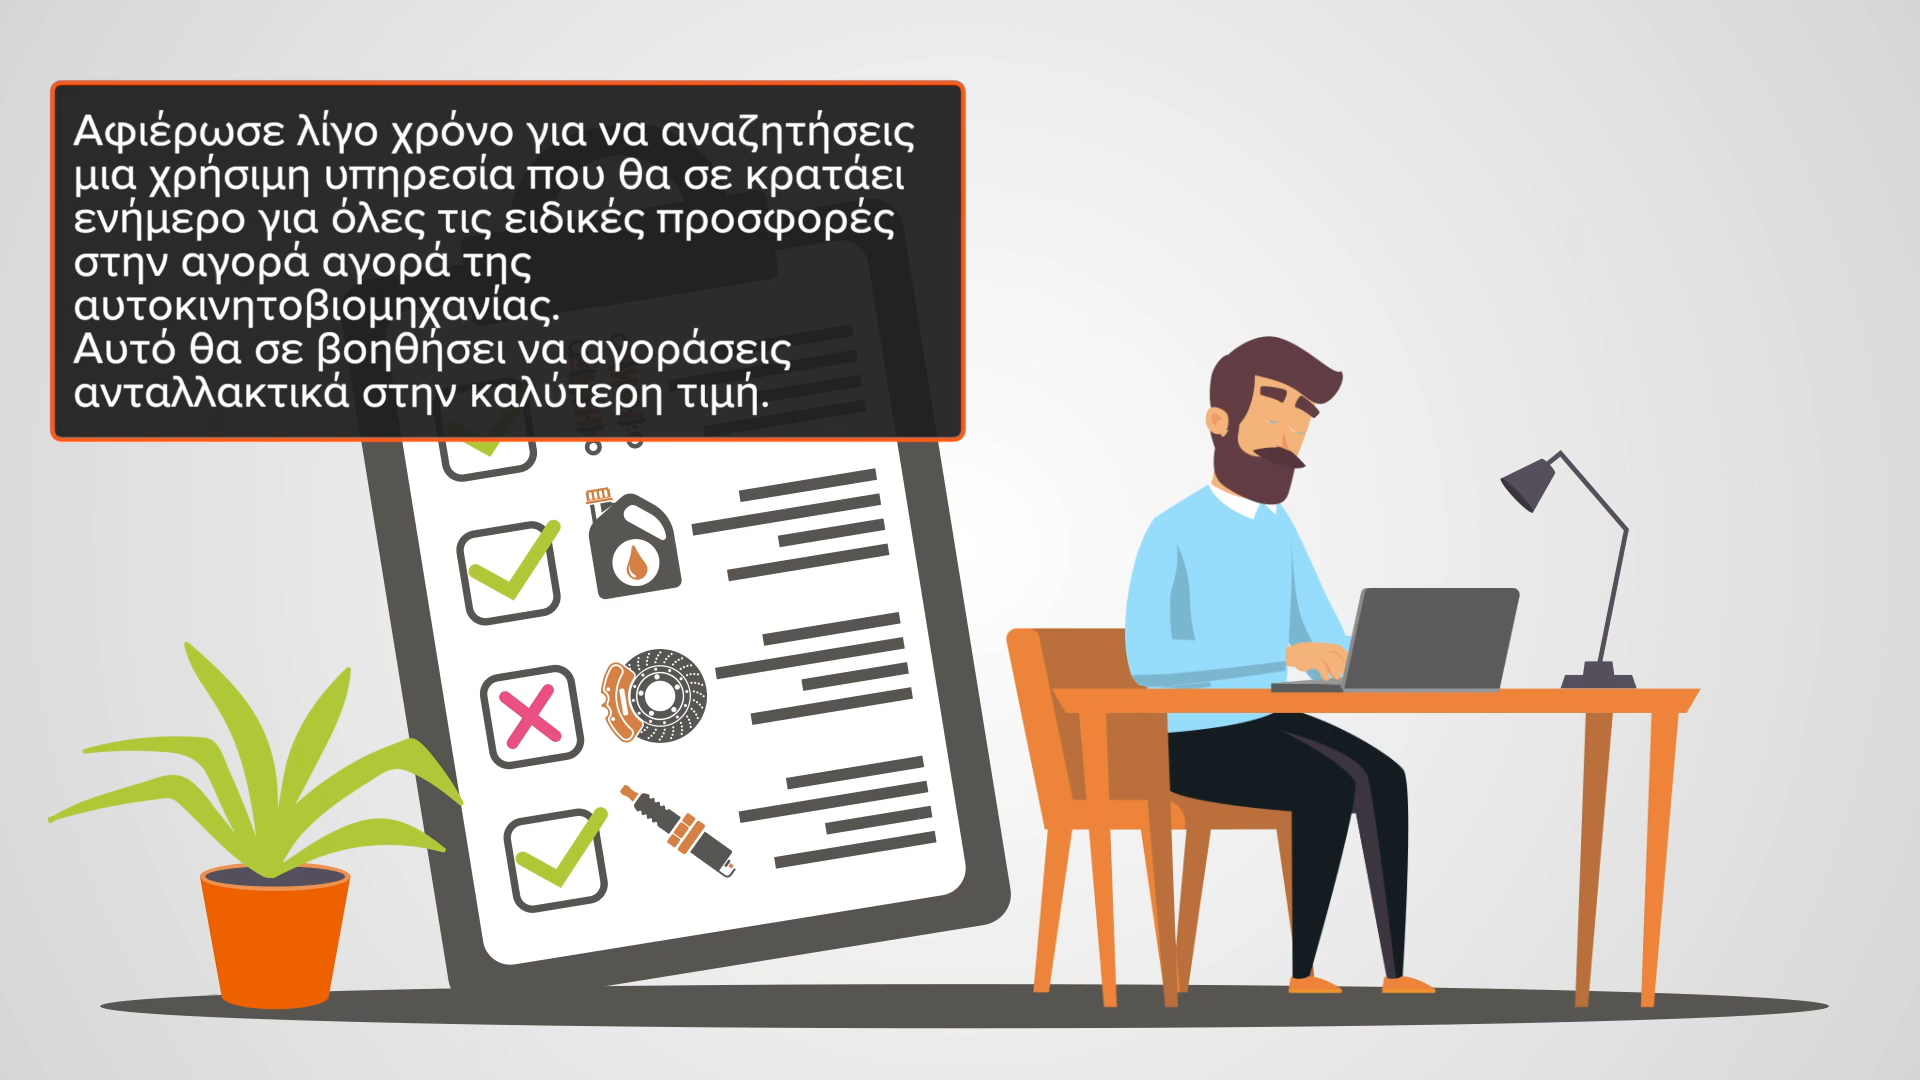 Αφιέρωσε λίγο χρόνο για να αναζητήσεις
μια χρήσιμη υπηρεσία που θα σε κρατάει
ενήμερο για όλες τις ειδικές προσφορές
στην αγορά αγορά της
αυτοκινητοβιομηχανίας.
Αυτό θα σε βοηθήσει να αγοράσεις
ανταλλακτικά στην καλύτερη τιμή.